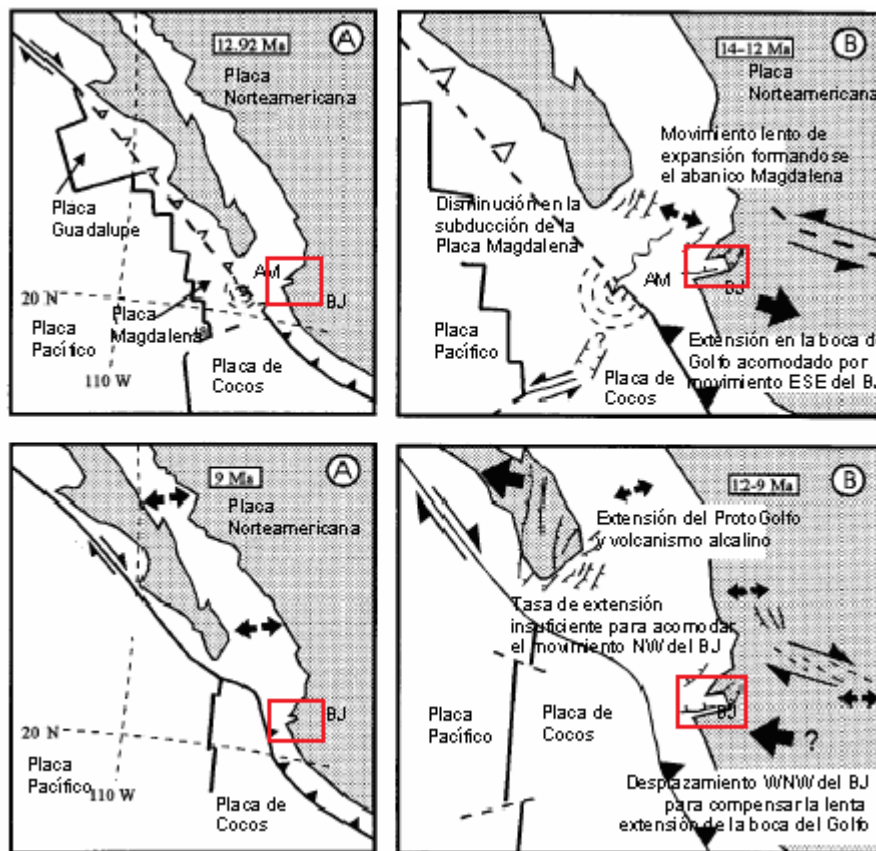 12.92 Ma
A
Placa
Norteamericana
Placa
Guadalupe
AM
20 N
BJ
Placa
Pacífico
Placa
Magdalena
110 W
Placa de
Cocos
14-12 Ma
B
Placa
Norteamericana
Movimiento lento de
expansión formandose
el abanico Magdalena
Disminución en la
subducción de la
Placa Magdalena
AM
BJ
Placa
Pacífico
?
Placa de
Cocos
Extensión en la boca de
Golfo acomodado por
movimiento ESE del BJ
9 Ma
A
Placa
Norteamericana
BJ
20 N
Placa
Pacífico
110 W
Placa de
Cocos
12-9 Ma
B
Extensión del ProtoGolfo
y volcanismo alcalino
Tasa de extensión
insuficiente para acomodar
el movimiento NW del BJ
Placa
Pacífico
Placa de
Cocos
BJ
?
Desplazamiento WNW del BJ
para compensar la lenta
extensión de la boca del Golfo